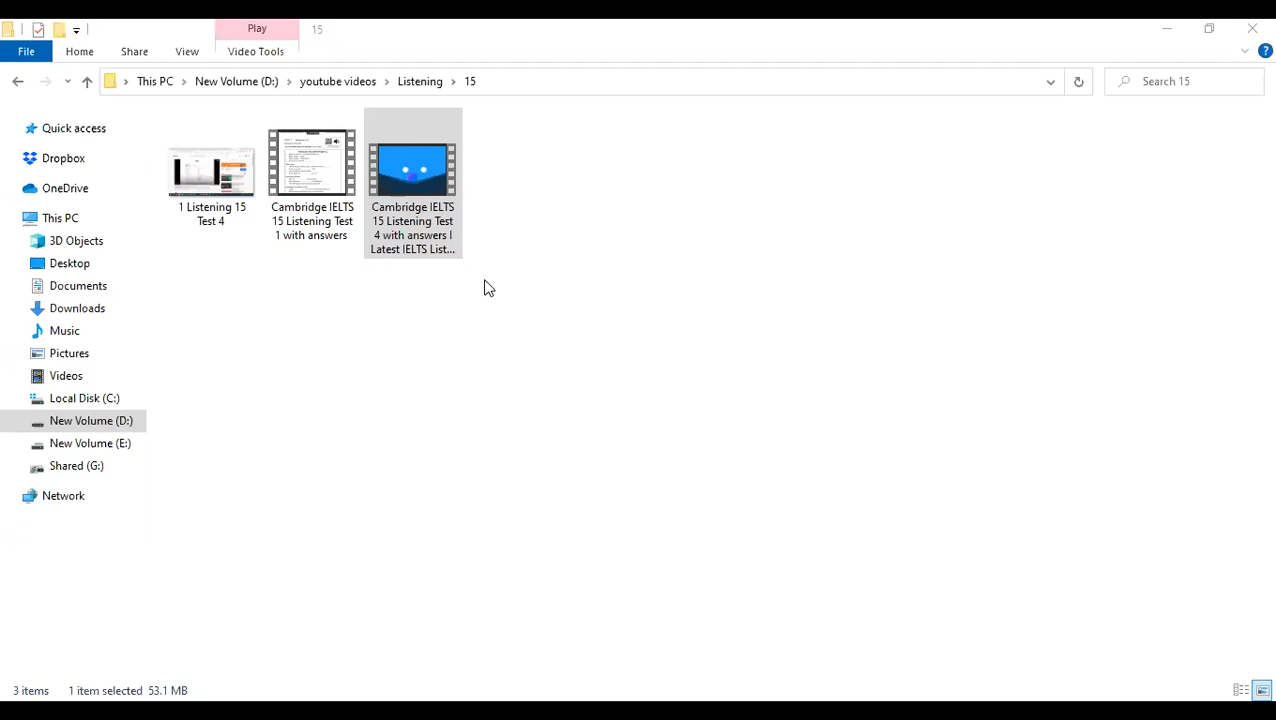 Play
15
File
Home
Share
View
Video Tools
This PC
New Volume (D:)
youtube videos
Listening
15
Search 15
Quick access
Dropbox
OneDrive
This PC
3D Objects
Desktop
Documents
Downloads
Music
Pictures
Videos
Local Disk (C:)
New Volume (D:)
New Volume (E:)
Shared (G:)
Network
1 Listening 15
Test 4
Cambridge IELTS
15 Listening Test
1 with answers
Cambridge IELTS
15 Listening Test
4 with answers I
Latest IELTS List...
3 items
1 item selected 53.1 MB